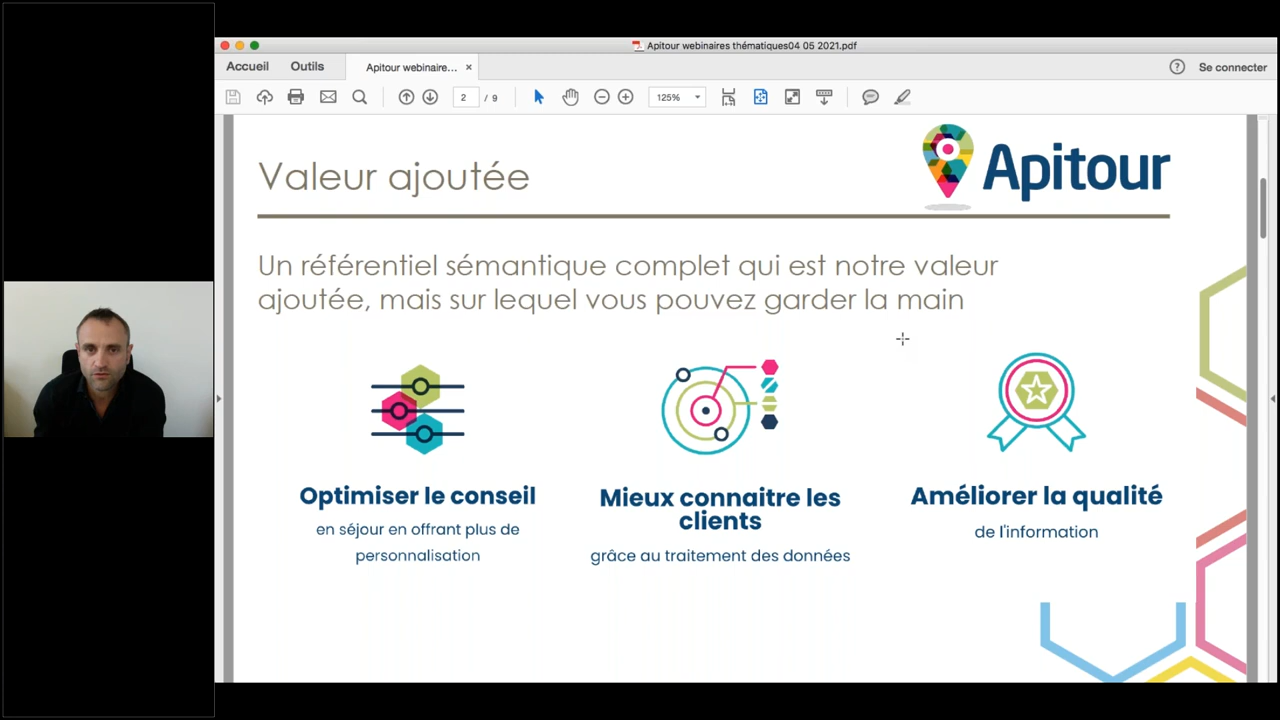 Apitour webinaires thématiques04 05 2021.pdf
Accueil
Outils
Apitour webinaire... ×
? Se connecter
2 / 9
125%
Valeur ajoutée
Apitour
Un référentiel sémantique complet qui est notre valeur
ajoutée, mais sur lequel vous pouvez garder la main
Optimiser le conseil
en séjour en offrant plus de
personnalisation
Mieux connaitre les
clients
grâce au traitement des données
Améliorer la qualité
de l'information